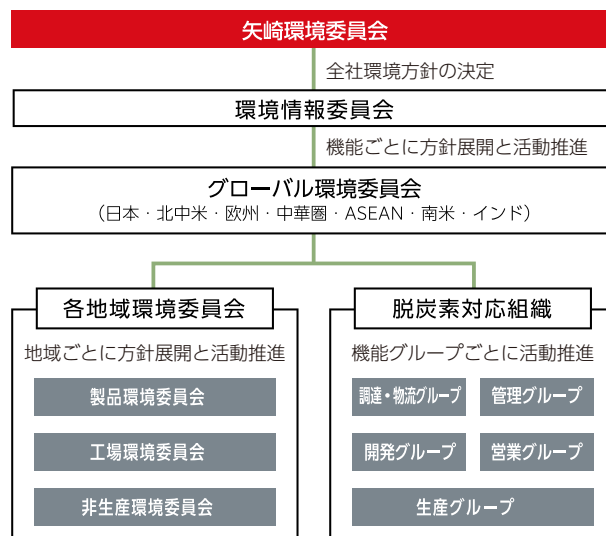 矢崎環境委員会
全社環境方針の決定
環境情報委員会
機能ごとに方針展開と活動推進
グローバル環境委員会
（日本・北中米・欧州・中華圏・ASEAN・南米・インド）
各地域環境委員会
地域ごとに方針展開と活動推進
製品環境委員会
工場環境委員会
非生産環境委員会
脱炭素対応組織
機能グループごとに活動推進
調達・物流グループ
管理グループ
開発グループ
営業グループ
生産グループ